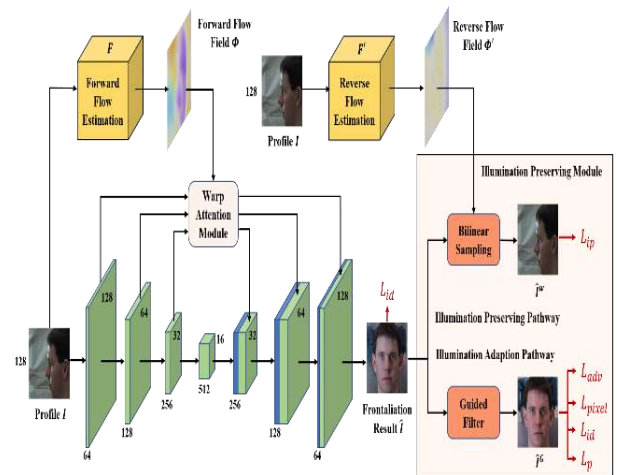 Forward Flow
Field Φ
F
Forward
Flow
Estimation
F'
Reverse
Flow
Estimation
Reverse Flow
Field Φ'
128
Profile I
Illumination Preserving Module
Warp
Attention
Module
Bilinear
Sampling
L_ip
Î^w
Illumination Preserving Pathway
Illumination Adaption Pathway
128
Profile I
128
64
64
128
32
256
16
512
32
256
64
128
128
64
L_id
Frontaliation
Result Î
Guided
Filter
Î^G
L_adv
L_pixel
L_id
L_p